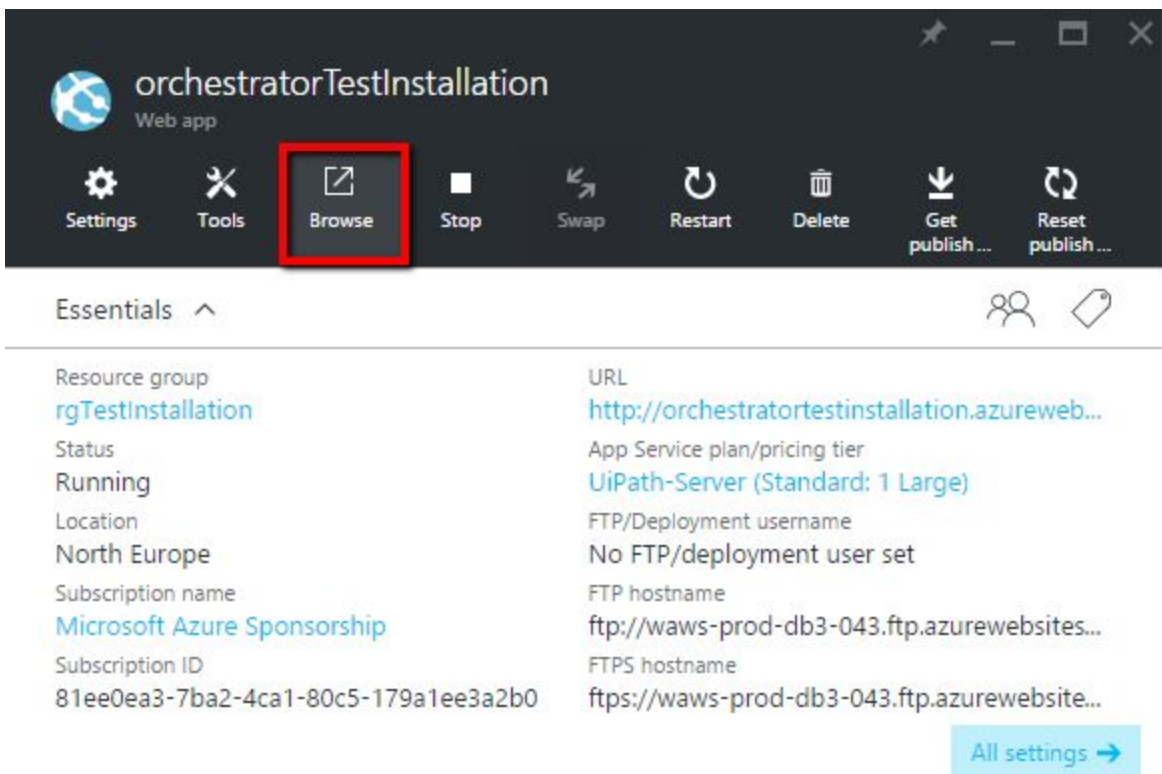 orchestratorTestInstallation
Web app
Settings
Tools
Browse
Stop
Swap
Restart
Delete
Get
publish ...
Reset
publish ...
Essentials
Resource group
rgTestInstallation
Status
Running
Location
North Europe
Subscription name
Microsoft Azure Sponsorship
Subscription ID
81ee0ea3-7ba2-4ca1-80c5-179a1ee3a2b0
URL
http://orchestratortestinstallation.azureweb...
App Service plan/pricing tier
UiPath-Server (Standard: 1 Large)
FTP/Deployment username
No FTP/deployment user set
FTP hostname
ftp://waws-prod-db3-043.ftp.azurewebsites...
FTPS hostname
ftps://waws-prod-db3-043.ftp.azurewebsite...
All settings